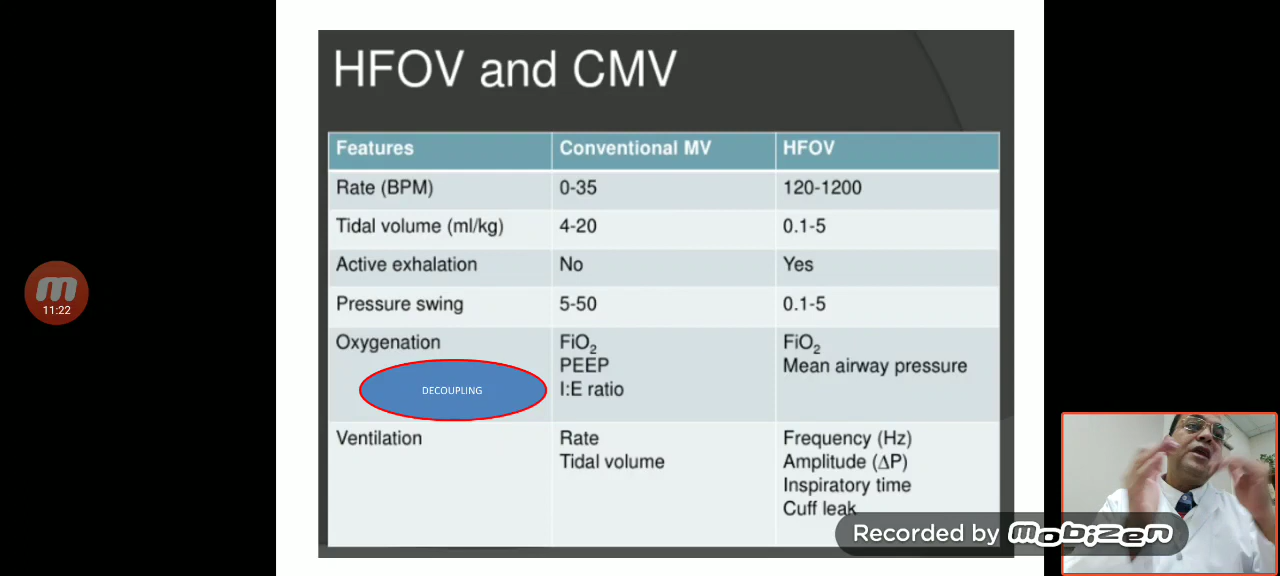 HFOV and CMV
Features Conventional MV HFOV
Rate (BPM) 0-35 120-1200
Tidal volume (ml/kg) 4-20 0.1-5
Active exhalation No Yes
Pressure swing 5-50 0.1-5
Oxygenation FiO₂ FiO₂
PEEP Mean airway pressure
DECOUPLING I:E ratio
Ventilation Rate Frequency (Hz)
Tidal volume Amplitude (ΔP)
Inspiratory time
Cuff leak
11:22
Recorded by mobizen